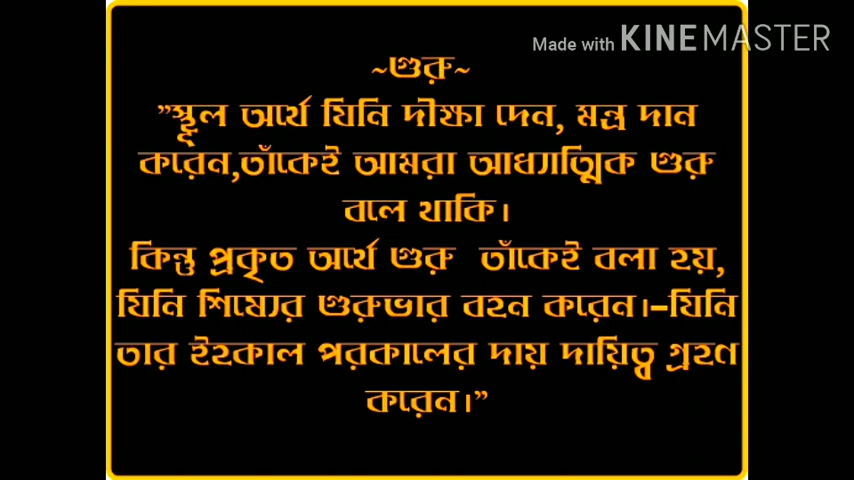 Made with KINEMASTER
~গুরু~
”স্থূল অর্থে যিনি দীক্ষা দেন, মন্ত্র দান
করেন,তাঁকেই আমরা আধ্যাত্মিক গুরু
বলে থাকি।
কিন্তু প্রকৃত অর্থে গুরু তাঁকেই বলা হয়,
যিনি শিষ্যের গুরুভার বহন করেন।–যিনি
তার ইহকাল পরকালের দায় দায়িত্ব গ্রহণ
করেন।”